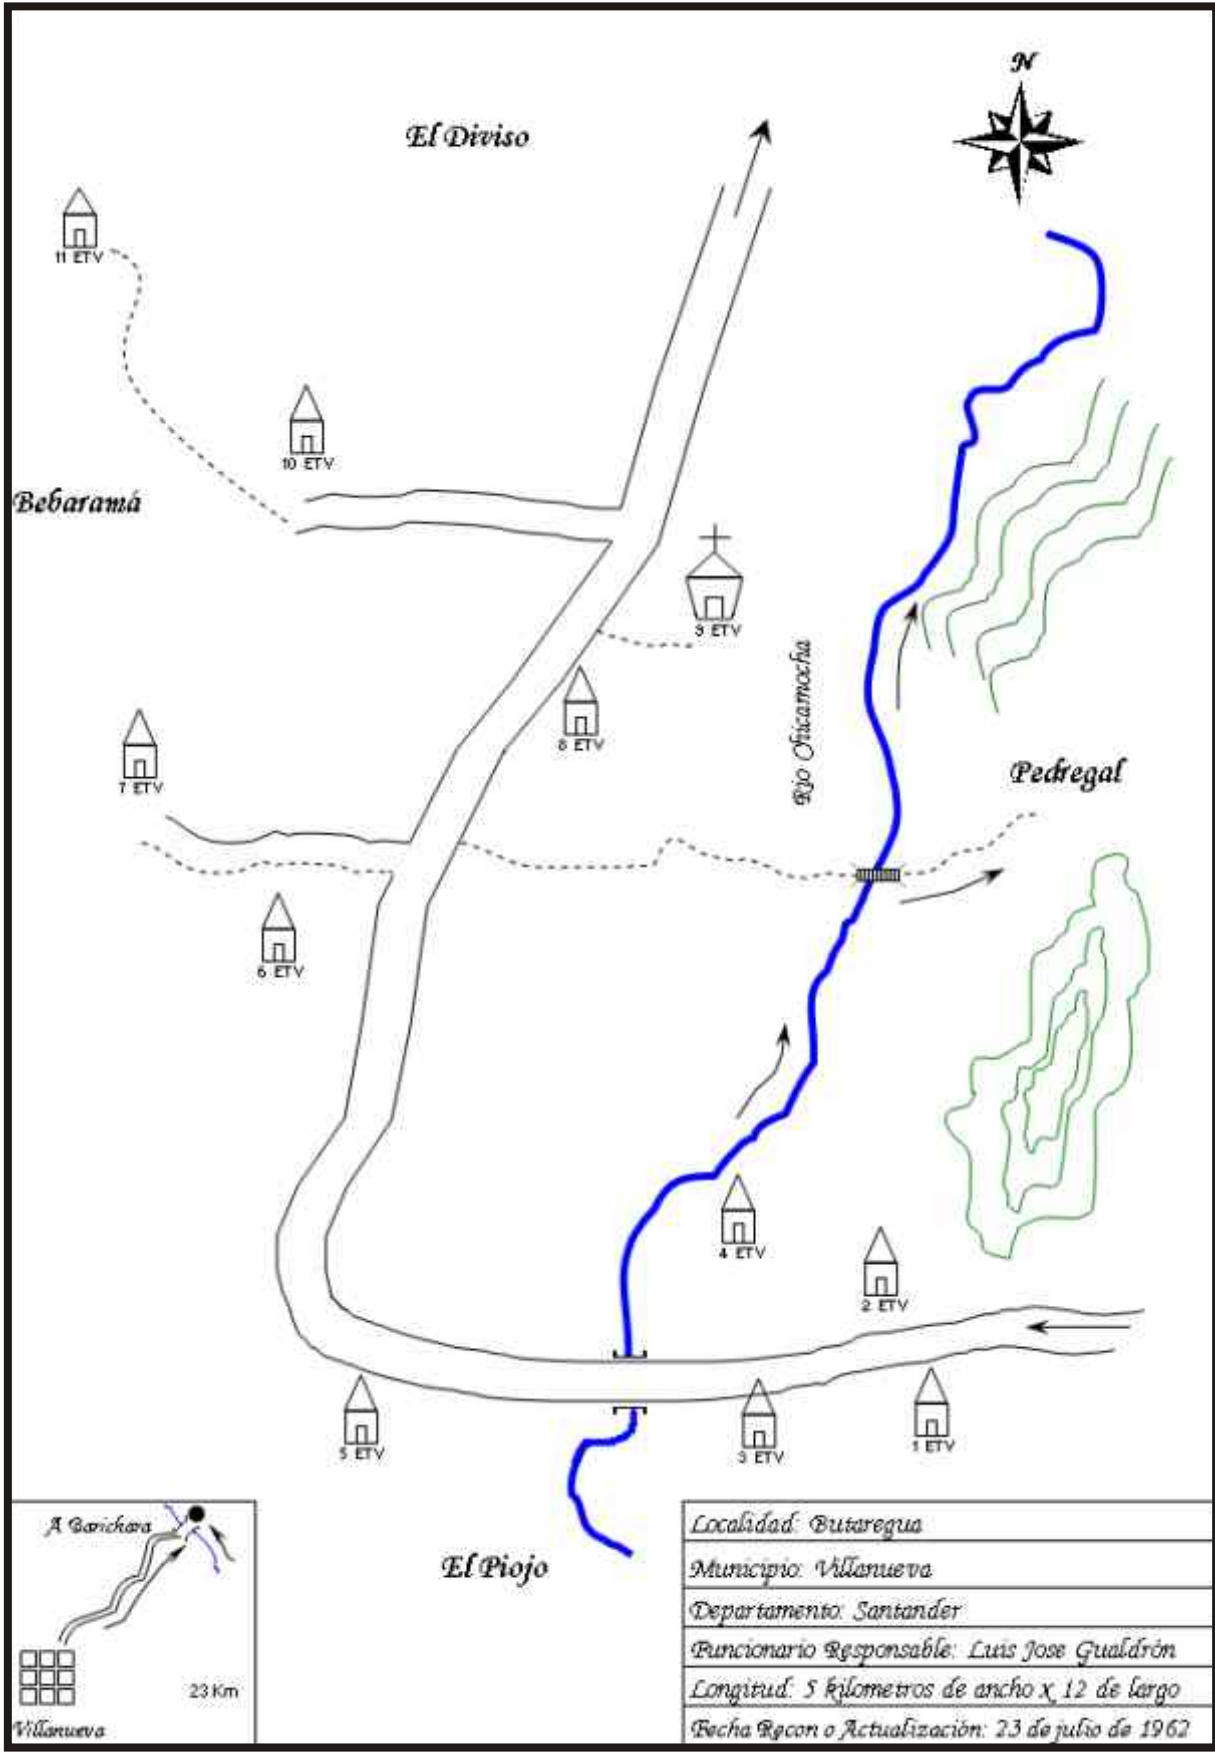 N
El Diviso
11 ETV
10 ETV
Bebaramá
9 ETV
Rio Chicamocha
8 ETV
Pedregal
7 ETV
6 ETV
4 ETV
2 ETV
5 ETV
3 ETV
1 ETV
El Piojo
A Barichara
23 Km
Villanueva
Localidad: Butaregua
Municipio: Villanueva
Departamento: Santander
Funcionario Responsable: Luis Jose Gualdrón
Longitud: 5 kilometros de ancho x 12 de largo
Fecha Recon o Actualización: 23 de julio de 1962